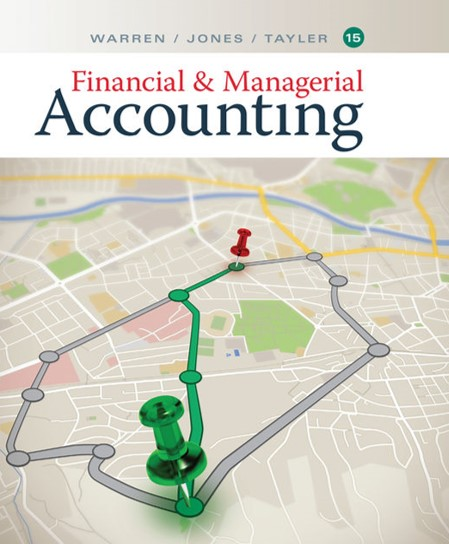 WARREN / JONES / TAYLER 15
Financial & Managerial
Accounting